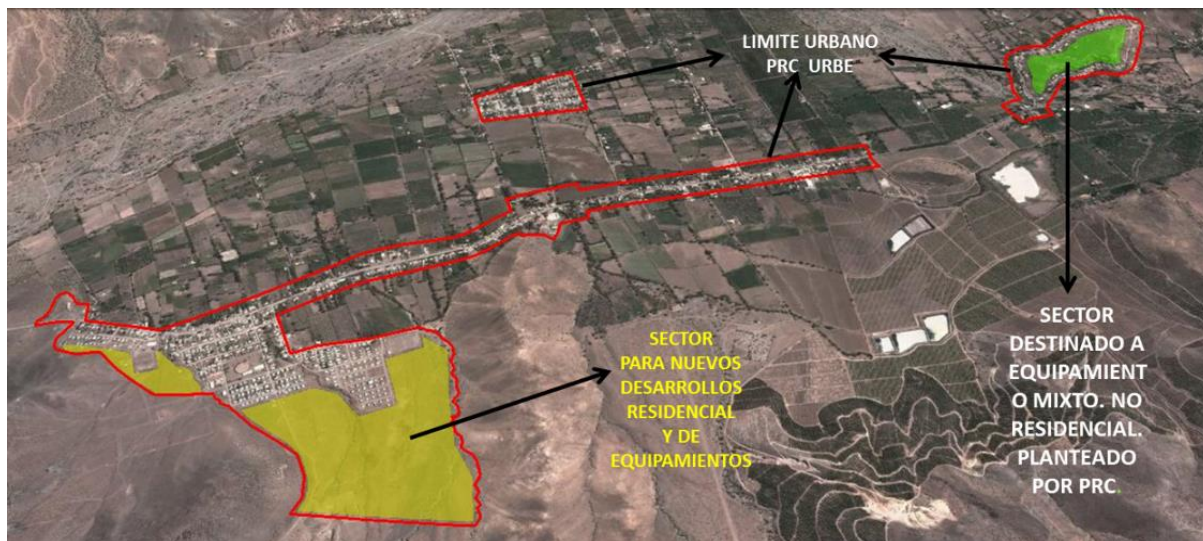 LIMITE URBANO
PRC URBE
SECTOR
PARA NUEVOS
DESARROLLOS
RESIDENCIAL
Y DE
EQUIPAMIENTOS
SECTOR
DESTINADO A
EQUIPAMIENT
O MIXTO. NO
RESIDENCIAL.
PLANTEADO
POR PRC.